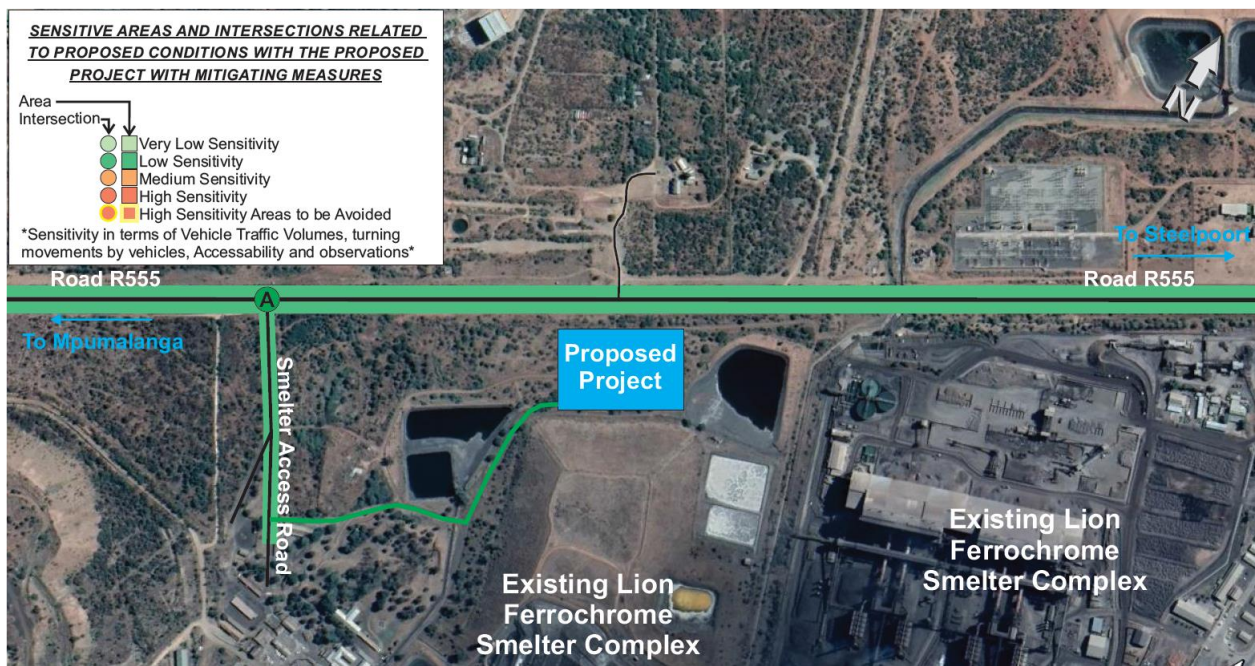 SENSITIVE AREAS AND INTERSECTIONS RELATED
TO PROPOSED CONDITIONS WITH THE PROPOSED
PROJECT WITH MITIGATING MEASURES
Area
Intersection
Very Low Sensitivity
Low Sensitivity
Medium Sensitivity
High Sensitivity
High Sensitivity Areas to be Avoided
*Sensitivity in terms of Vehicle Traffic Volumes, turning
movements by vehicles, Accessability and observations*
N
To Steelpoort
Road R555
Road R555
A
To Mpumalanga
Smelter Access Road
Proposed
Project
Existing Lion
Ferrochrome
Smelter Complex
Existing Lion
Ferrochrome
Smelter Complex